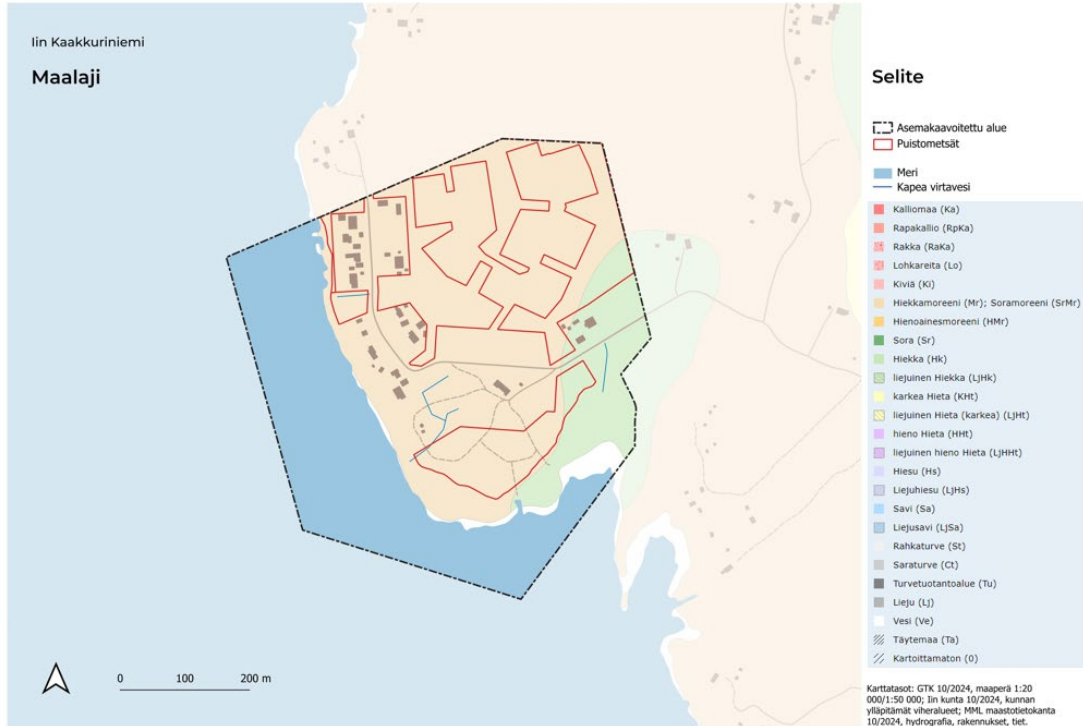 Iin Kaakkuriniemi
Maalaji
0 100 200 m
Selite
Asemakaavoitettu alue
Puistometsät
Meri
Kapea virtavesi
Kalliomaa (Ka)
Rapakallio (RpKa)
Rakka (RaKa)
Lohkareita (Lo)
Kiviä (Ki)
Hiekkamoreeni (Mr); Soramoreeni (SrMr)
Hienoainesmoreeni (HMr)
Sora (Sr)
Hiekka (Hk)
liejuinen Hiekka (LjHk)
karkea Hieta (KHt)
liejuinen Hieta (karkea) (LjHt)
hieno Hieta (HHt)
liejuinen hieno Hieta (LjHHt)
Hiesu (Hs)
Liejuhiesu (LjHs)
Savi (Sa)
Liejusavi (LjSa)
Rahkaturve (St)
Saraturve (Ct)
Turvetuotantoalue (Tu)
Lieju (Lj)
Vesi (Ve)
Täytemaa (Ta)
Kartoittamaton (0)
Karttatasot: GTK 10/2024, maaperä 1:20
000/1:50 000; Iin kunta 10/2024, kunnan
ylläpitämät viheralueet; MML maastotietokanta
10/2024, hydrografia, rakennukset, tiet.